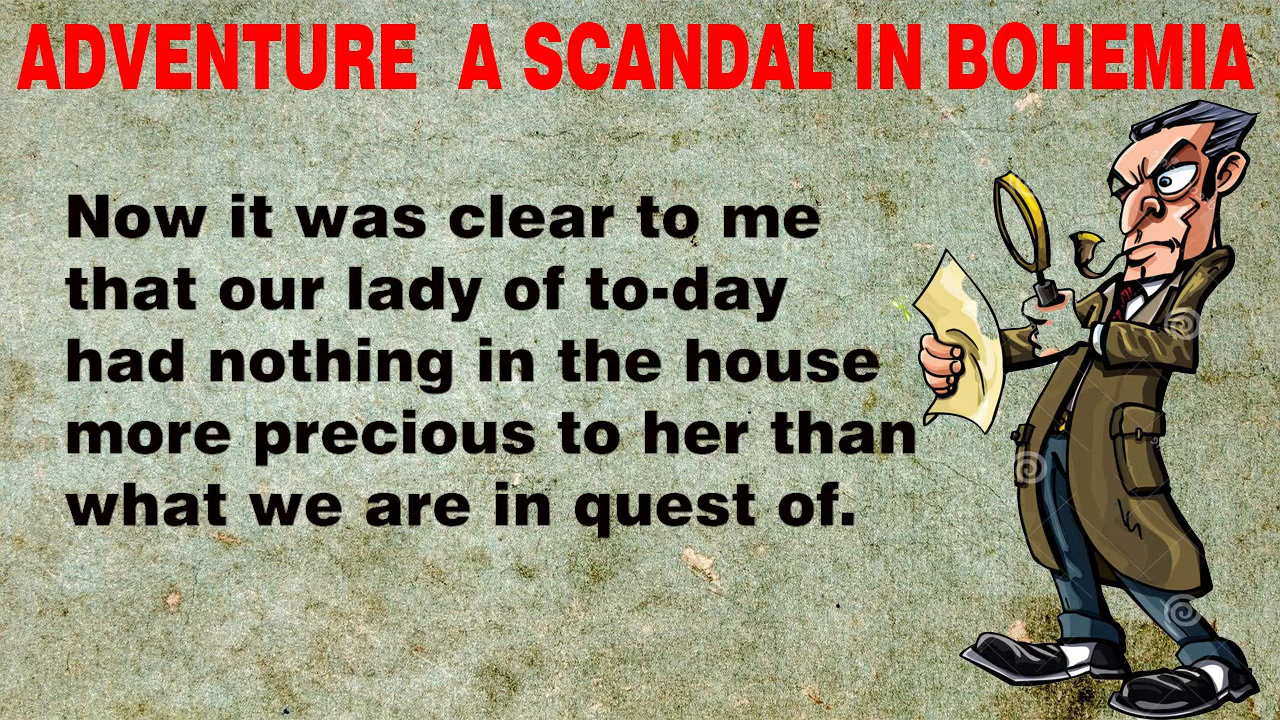 ADVENTURE A SCANDAL IN BOHEMIA
Now it was clear to me
that our lady of to-day
had nothing in the house
more precious to her than
what we are in quest of.